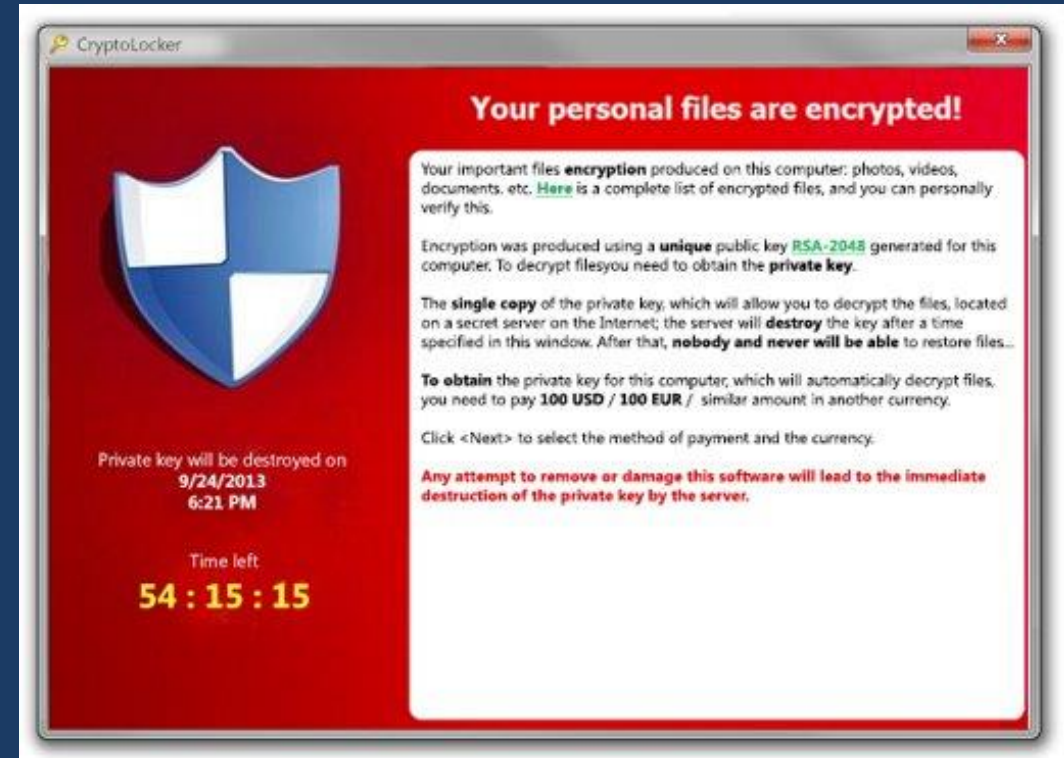 CryptoLocker
Your personal files are encrypted!
Your important files encryption produced on this computer: photos, videos,
documents. etc. Here is a complete list of encrypted files, and you can personally
verify this.
Encryption was produced using a unique public key RSA-2048 generated for this
computer. To decrypt filesyou need to obtain the private key.
The single copy of the private key, which will allow you to decrypt the files, located
on a secret server on the Internet; the server will destroy the key after a time
specified in this window. After that, nobody and never will be able to restore files...
To obtain the private key for this computer, which will automatically decrypt files,
you need to pay 100 USD / 100 EUR / similar amount in another currency.
Click <Next> to select the method of payment and the currency.
Any attempt to remove or damage this software will lead to the immediate
destruction of the private key by the server.
Private key will be destroyed on
9/24/2013
6:21 PM
Time left
54 : 15 : 15